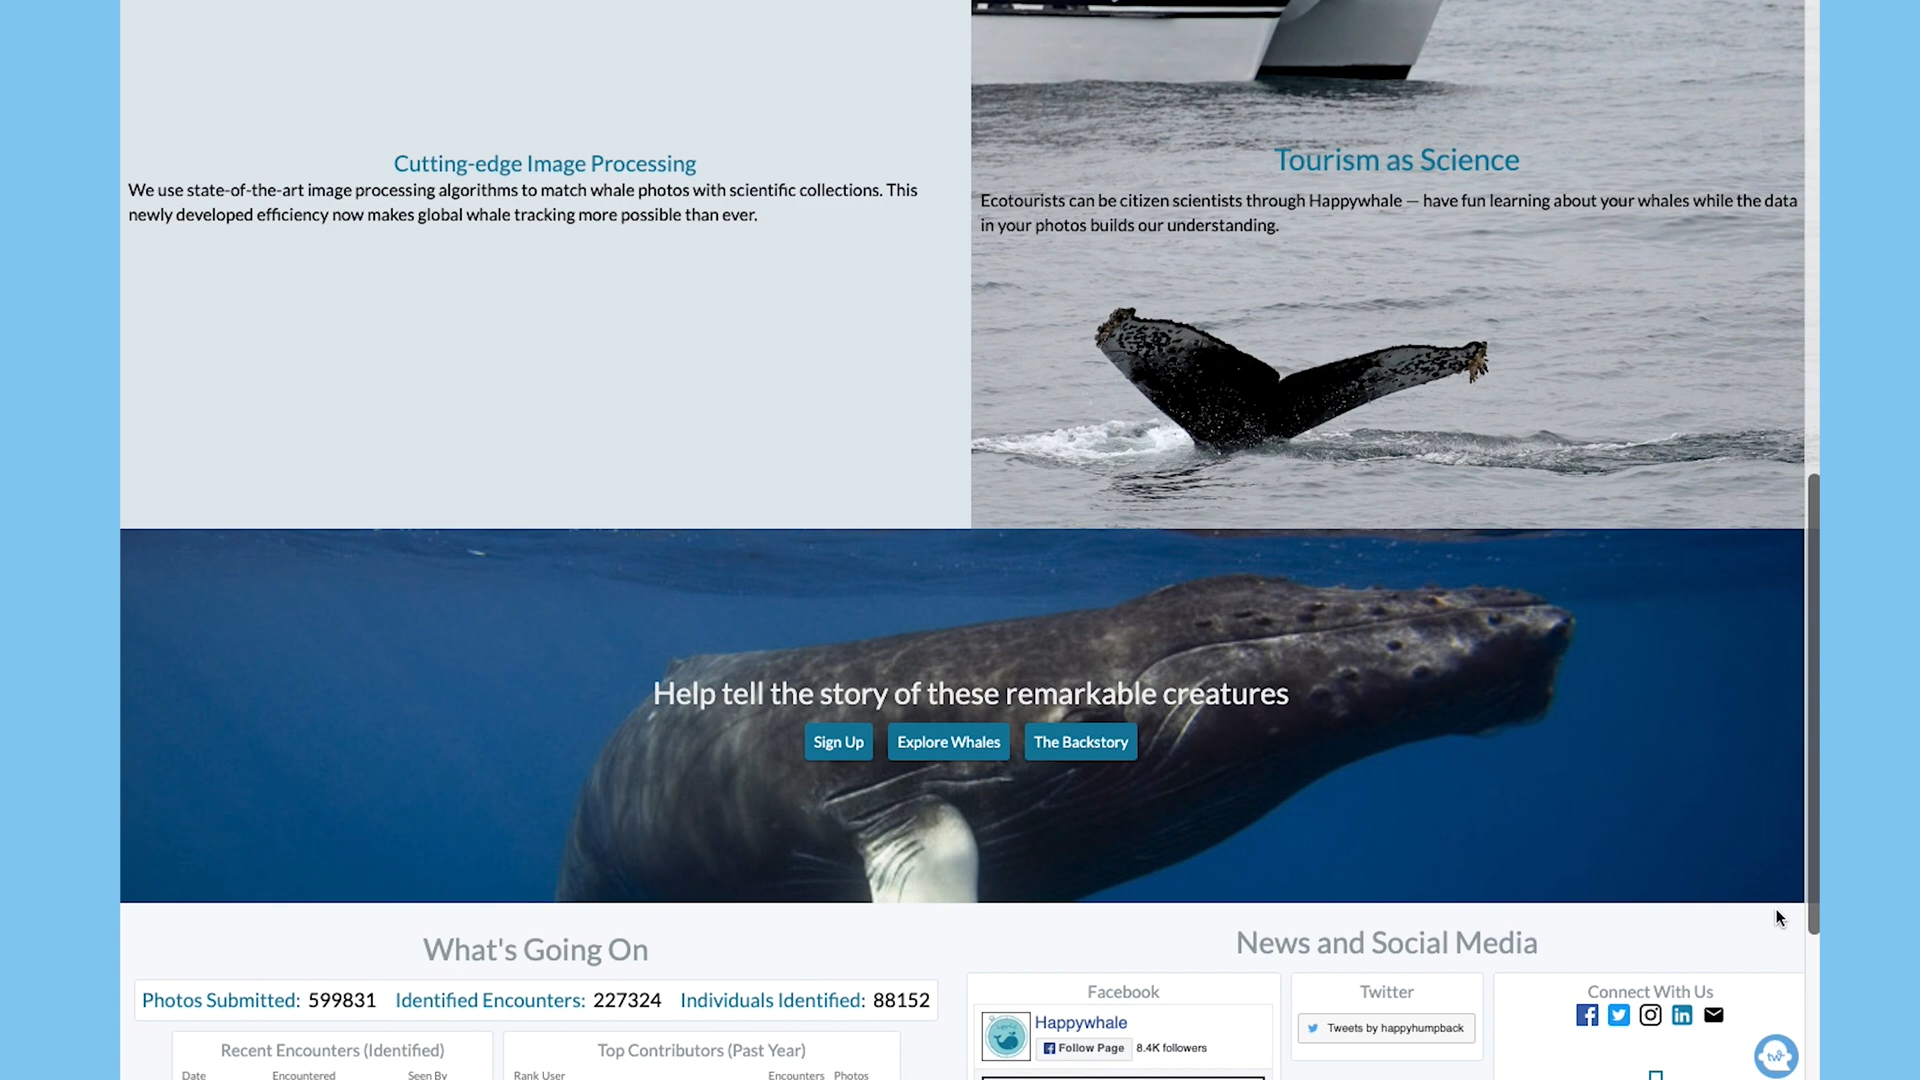 Cutting-edge Image Processing
We use state-of-the-art image processing algorithms to match whale photos with scientific collections. This
newly developed efficiency now makes global whale tracking more possible than ever.
Tourism as Science
Ecotourists can be citizen scientists through Happywhale — have fun learning about your whales while the data
in your photos builds our understanding.
Help tell the story of these remarkable creatures
Sign Up Explore Whales The Backstory
What's Going On
Photos Submitted: 599831 Identified Encounters: 227324 Individuals Identified: 88152
Recent Encounters (Identified)
Date Encountered Seen By
Top Contributors (Past Year)
Rank User Encounters Photos
News and Social Media
Facebook
Happywhale
Follow Page 8.4K followers
Twitter
Tweets by happyhumpback
Connect With Us